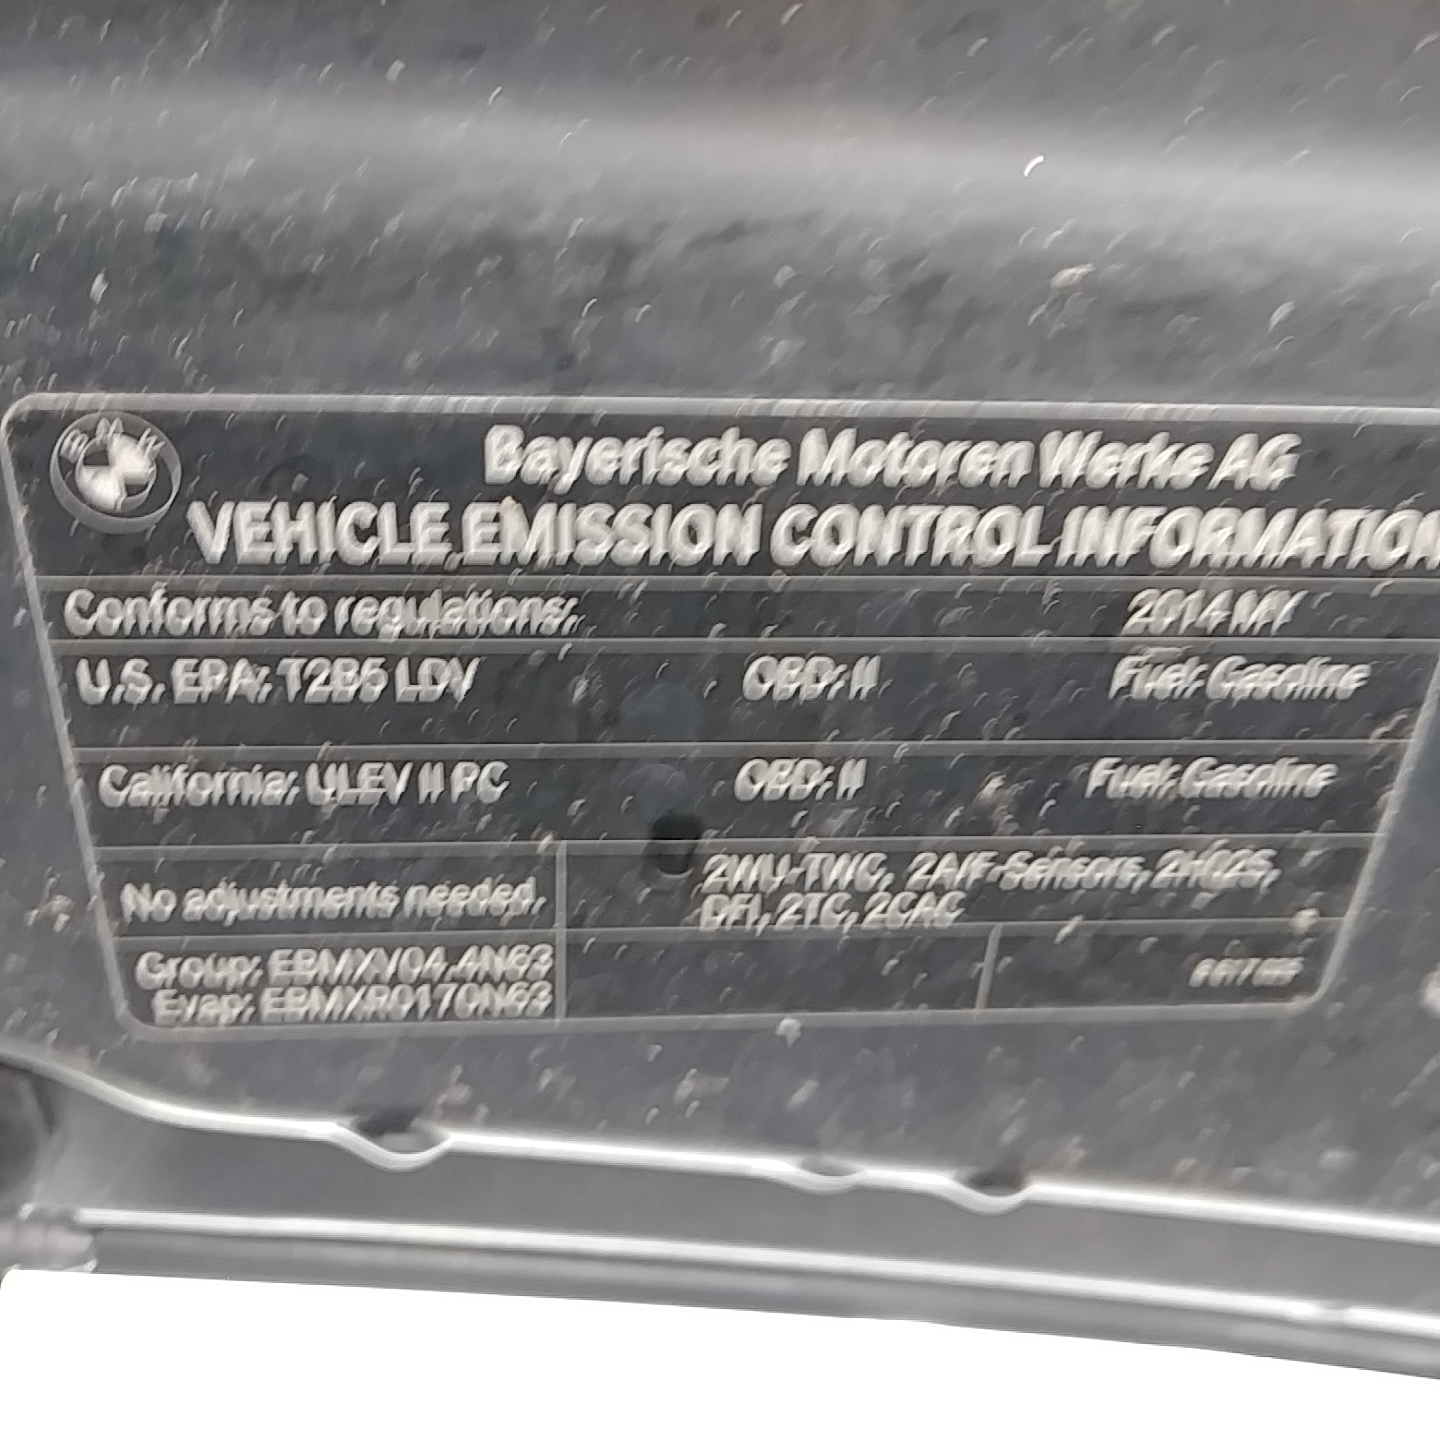 BMW
Bayerische Motoren Werke AG
VEHICLE EMISSION CONTROL INFORMATION
Conforms to regulations: 2014 MY
U.S. EPA: T2B5 LDV OBD: II Fuel: Gasoline
California: ULEV II PC OBD: II Fuel: Gasoline
No adjustments needed. 2WU-TWC, 2A/F-Sensors, 2HO2S,
DFI, 2TC, 2CAC
Group: EBMXV04.4N63
Evap: EBMXR0170N63